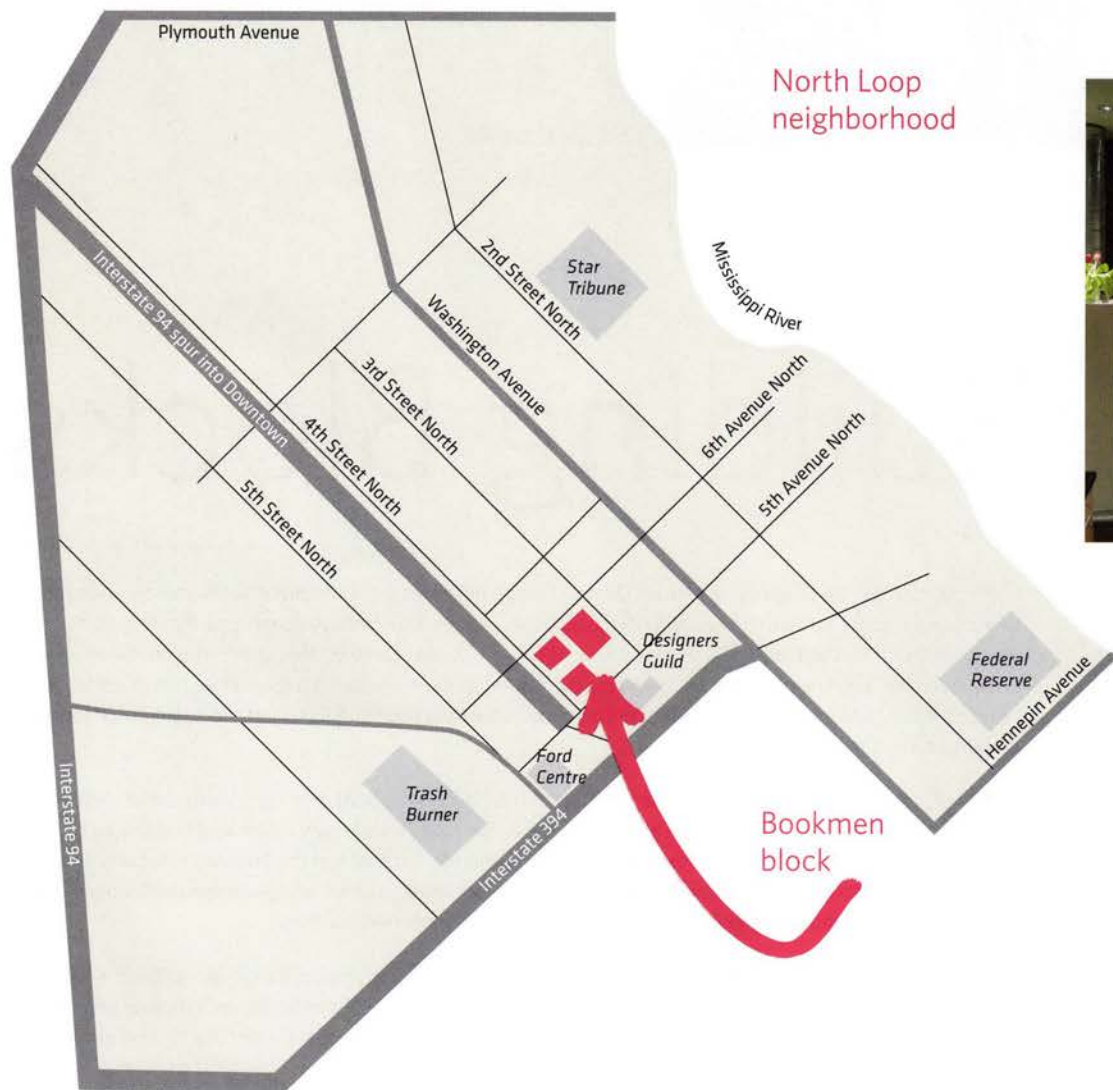 Plymouth Avenue
North Loop
neighborhood
Interstate 94 spur into Downtown
2nd Street North
Star
Tribune
Mississippi River
Washington Avenue
3rd Street North
4th Street North
5th Street North
6th Avenue North
5th Avenue North
Designers
Guild
Federal
Reserve
Hennepin Avenue
Ford
Centre
Trash
Burner
Interstate 94
Interstate 394
Bookmen
block